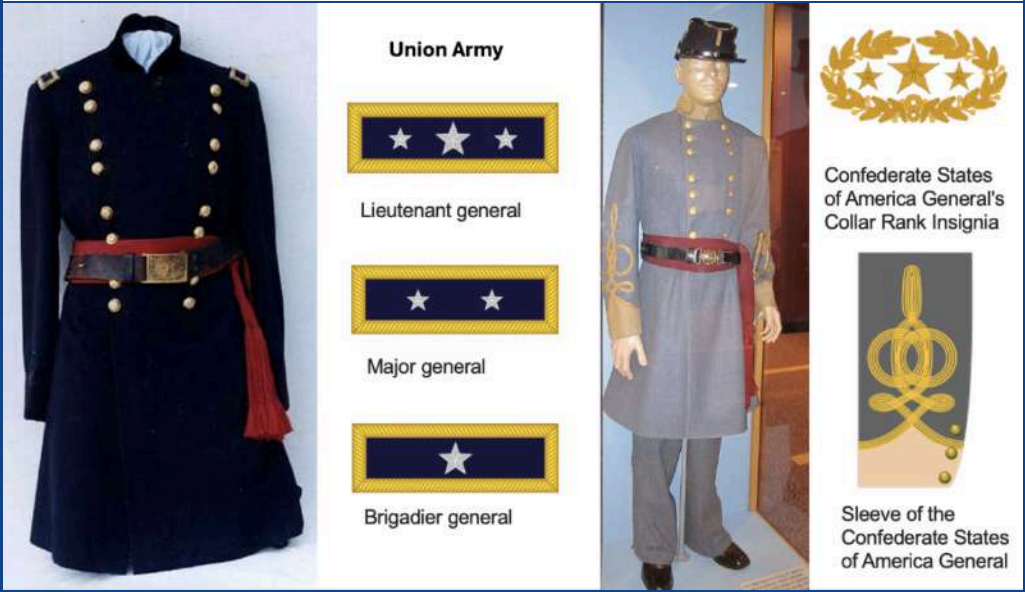 Union Army
Lieutenant general
Major general
Brigadier general
Confederate States
of America General's
Collar Rank Insignia
Sleeve of the
Confederate States
of America General